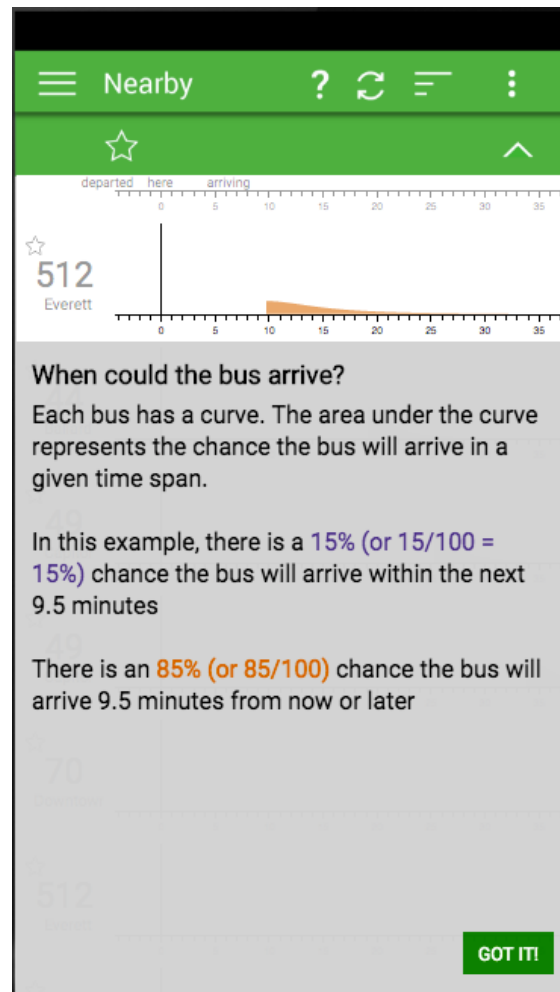 Nearby ?
departed here arriving
0 5 10 15 20 25 30 35
512
Everett
0 5 10 15 20 25 30 35
When could the bus arrive?
Each bus has a curve. The area under the curve
represents the chance the bus will arrive in a
given time span.
In this example, there is a 15% (or 15/100 =
15%) chance the bus will arrive within the next
9.5 minutes
49
There is an 85% (or 85/100) chance the bus will
arrive 9.5 minutes from now or later
70
512
GOT IT!